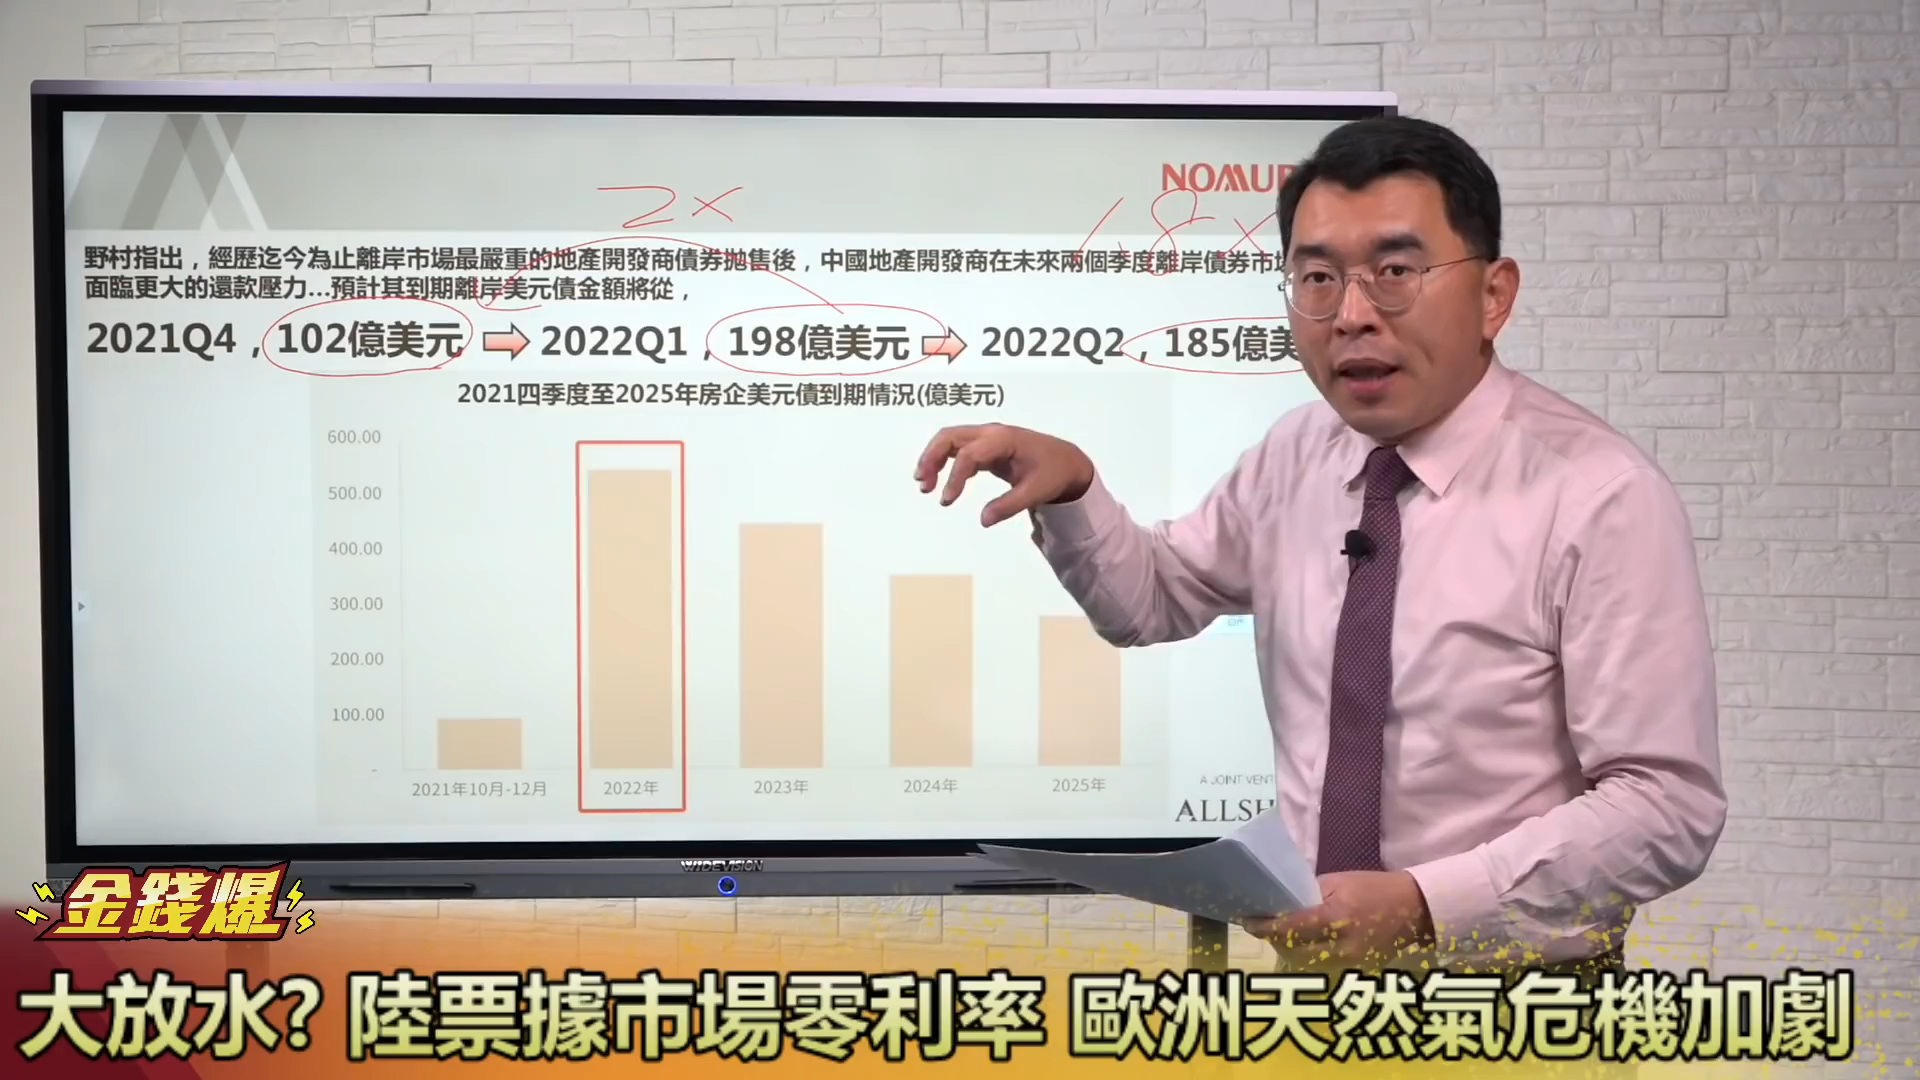 NOMUR
2x
1.8x
野村指出，經歷迄今為止離岸市場最嚴重的地產開發商債券拋售後，中國地產開發商在未來兩個季度離岸債券市場
面臨更大的還款壓力...預計其到期離岸美元債金額將從，
2021Q4，102億美元 2022Q1，198億美元 2022Q2，185億美
2021四季度至2025年房企美元債到期情況(億美元)
600.00
500.00
400.00
300.00
200.00
100.00
-
2021年10月-12月 2022年 2023年 2024年 2025年
A JOINT VENT
ALLSH
WIDEVISION
金錢爆
大放水? 陸票據市場零利率 歐洲天然氣危機加劇